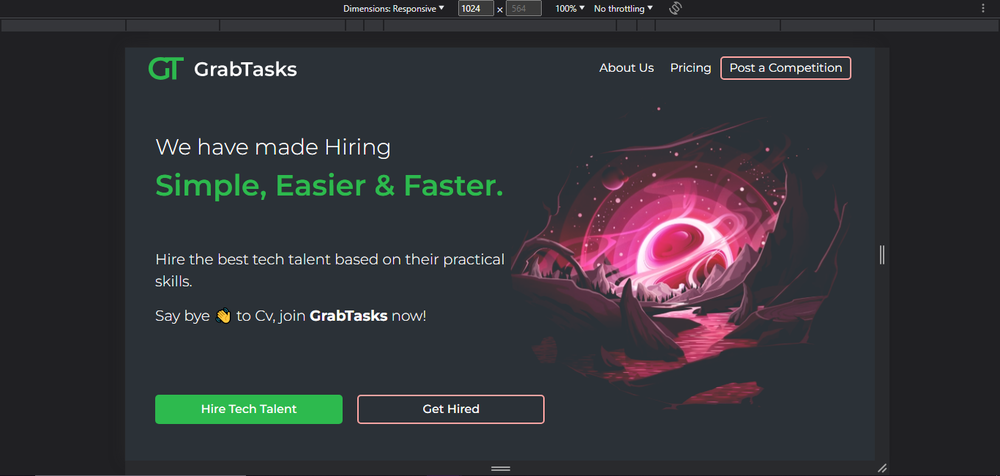 Dimensions: Responsive 1024 × 564 100% No throttling
GT GrabTasks About Us Pricing Post a Competition
We have made Hiring
Simple, Easier & Faster.
Hire the best tech talent based on their practical
skills.
Say bye 👋 to Cv, join GrabTasks now!
Hire Tech Talent Get Hired